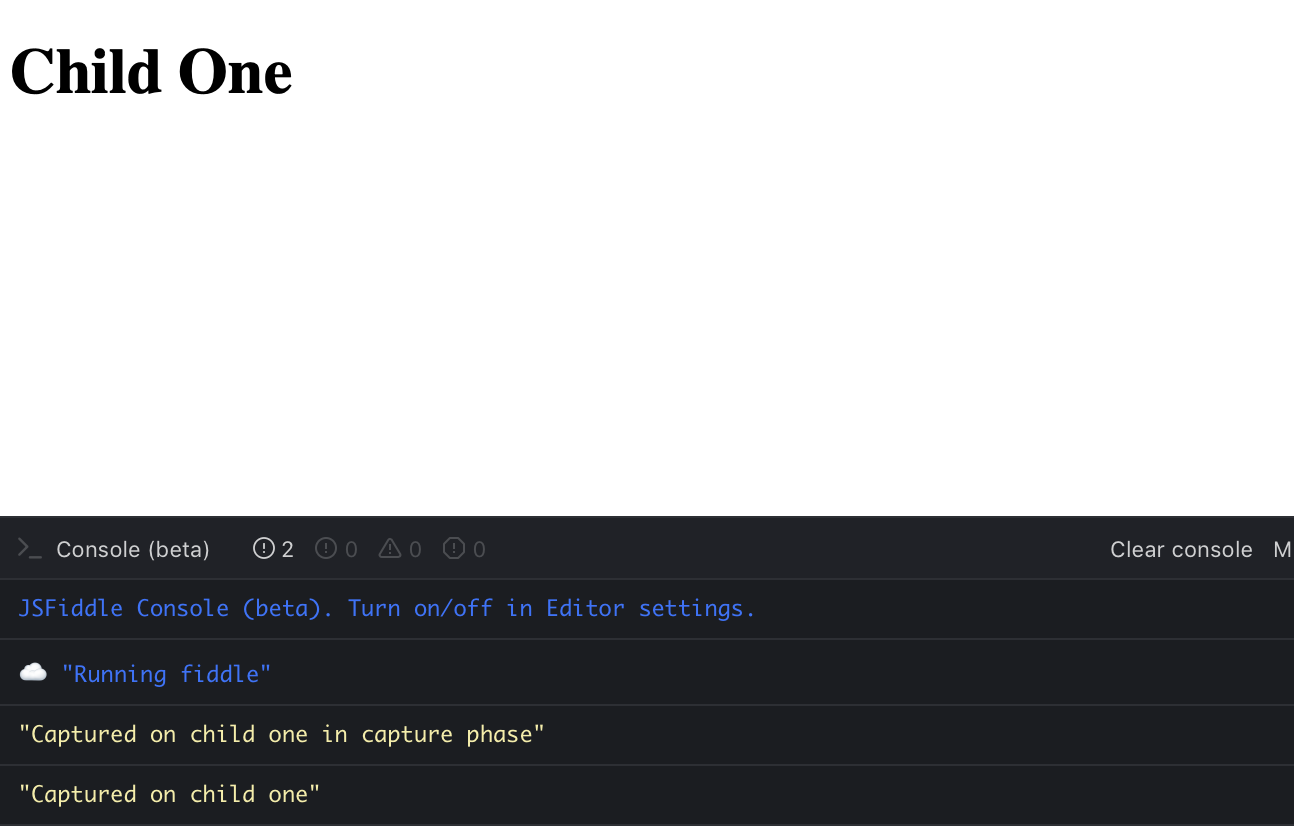 Child One
Console (beta) 2 0 0 0 Clear console M
JSFiddle Console (beta). Turn on/off in Editor settings.
☁️ "Running fiddle"
"Captured on child one in capture phase"
"Captured on child one"